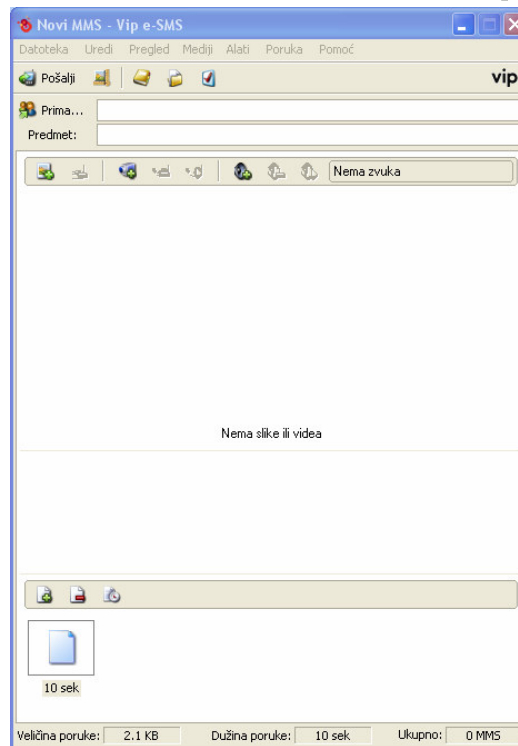 Novi MMS - Vip e-SMS
Datoteka Uredi Pregled Mediji Alati Poruka Pomoć
Pošalji vip
Prima...
Predmet:
Nema zvuka
Nema slike ili videa
10 sek
Veličina poruke: 2.1 KB Dužina poruke: 10 sek Ukupno: 0 MMS